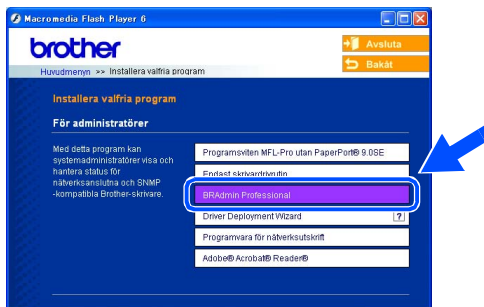 Macromedia Flash Player 6
brother
Avsluta
Bakåt
Huvudmenyn >> Installera valfria program
Installera valfria program
För administratörer
Med detta program kan
systemadministratörer visa och
hantera status för
nätverksanslutna och SNMP
-kompatibla Brother-skrivare.
Programsviten MFL-Pro utan PaperPort® 9.0SE
Endast skrivardrivrutin
BRAdmin Professional
Driver Deployment Wizard
?
Programvara för nätverksutskrift
Adobe® Acrobat® Reader®